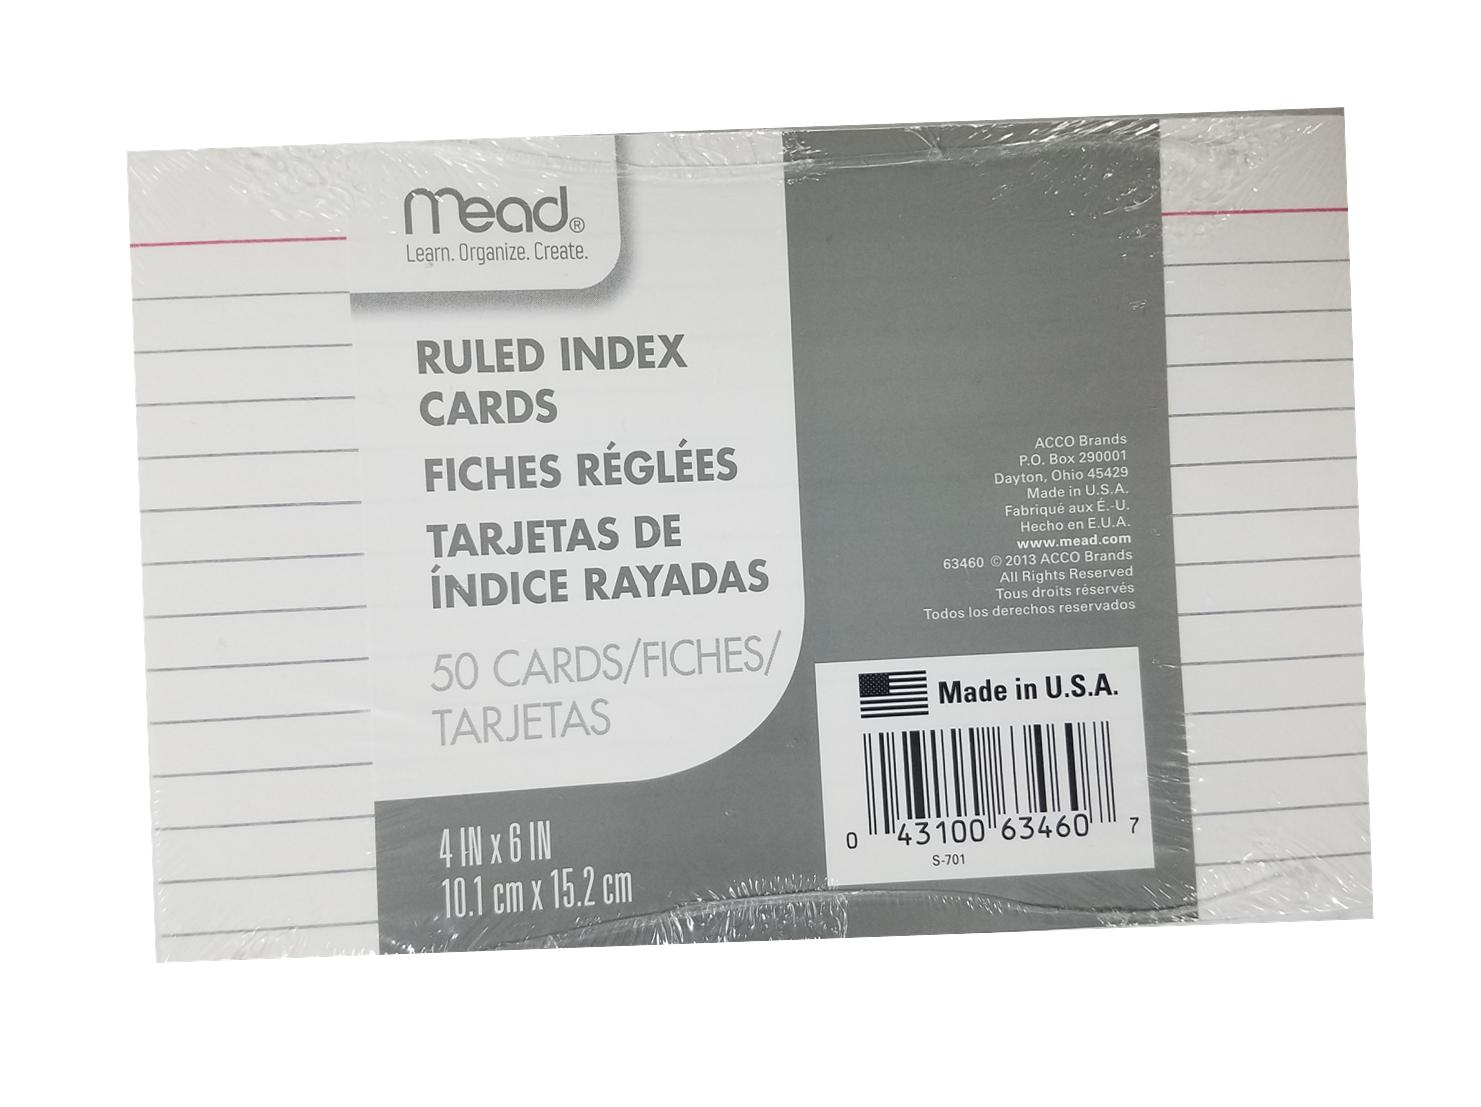 mead®
Learn. Organize. Create.
RULED INDEX
CARDS
FICHES RÉGLÉES
TARJETAS DE
ÍNDICE RAYADAS
50 CARDS/FICHES/
TARJETAS
4 IN x 6 IN
10.1 cm x 15.2 cm
ACCO Brands
P.O. Box 290001
Dayton, Ohio 45429
Made in U.S.A.
Fabriqué aux É.-U.
Hecho en E.U.A.
www.mead.com
63460 © 2013 ACCO Brands
All Rights Reserved
Tous droits réservés
Todos los derechos reservados
Made in U.S.A.
0 43100 63460 7
S-701